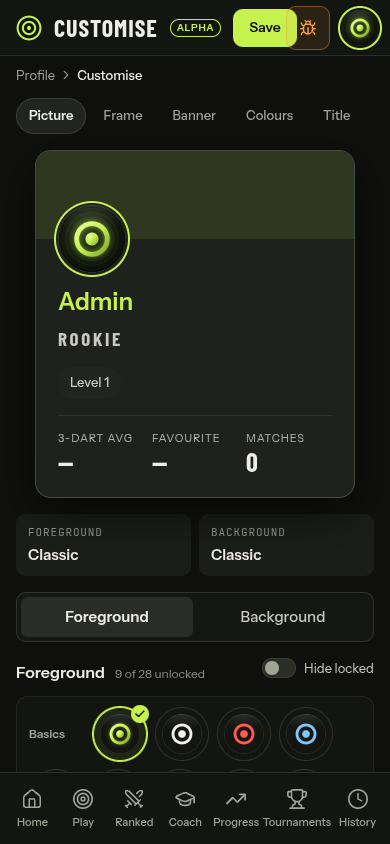 CUSTOMISE ALPHA Save
Profile > Customise
Picture Frame Banner Colours Title
Admin
ROOKIE
Level 1
3-DART AVG FAVOURITE MATCHES
– – 0
FOREGROUND BACKGROUND
Classic Classic
Foreground Background
Foreground 9 of 28 unlocked Hide locked
Basics
Home Play Ranked Coach Progress Tournaments History